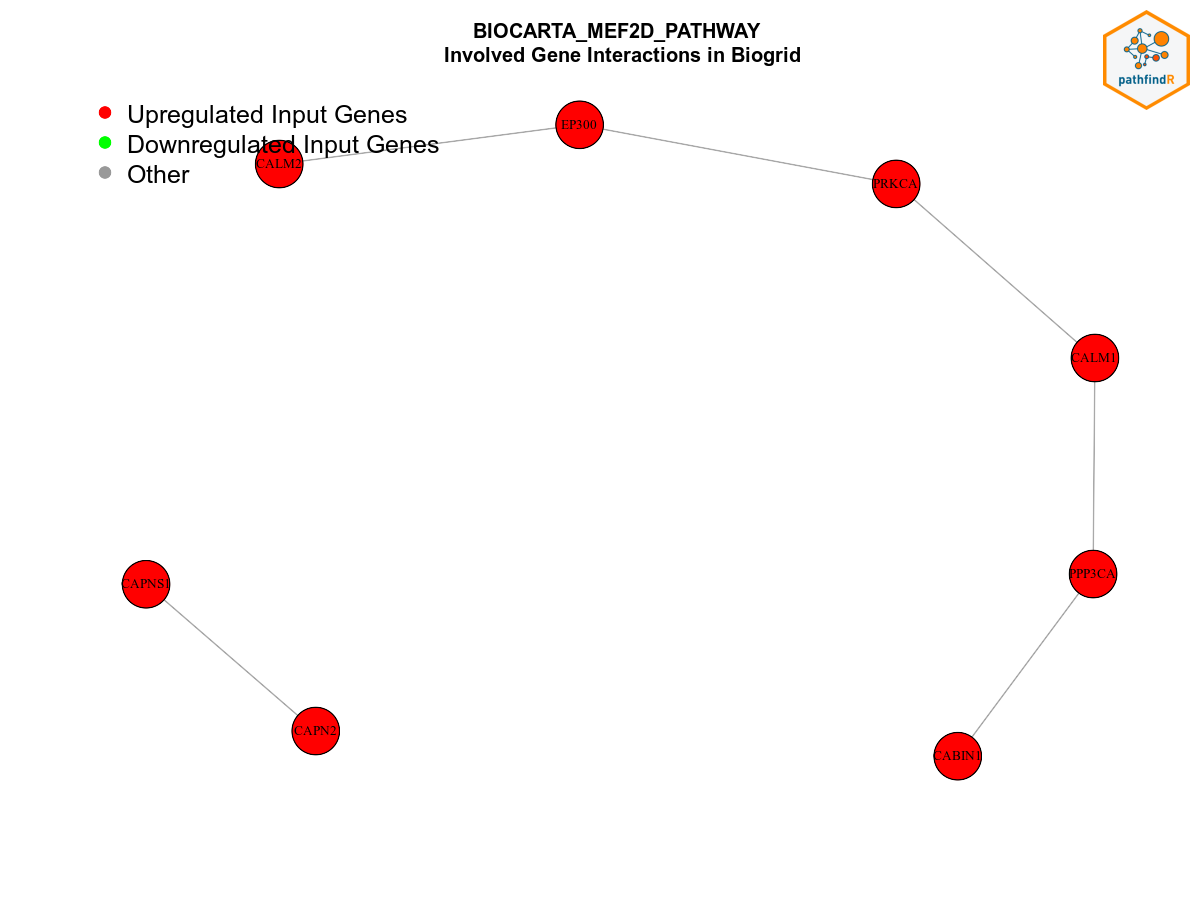 BIOCARTA_MEF2D_PATHWAY
Involved Gene Interactions in Biogrid
pathfindR
Upregulated Input Genes
Downregulated Input Genes
Other
EP300
CALM2
PRKCA
CALM1
PPP3CA
CAPNS1
CAPN2
CABIN1